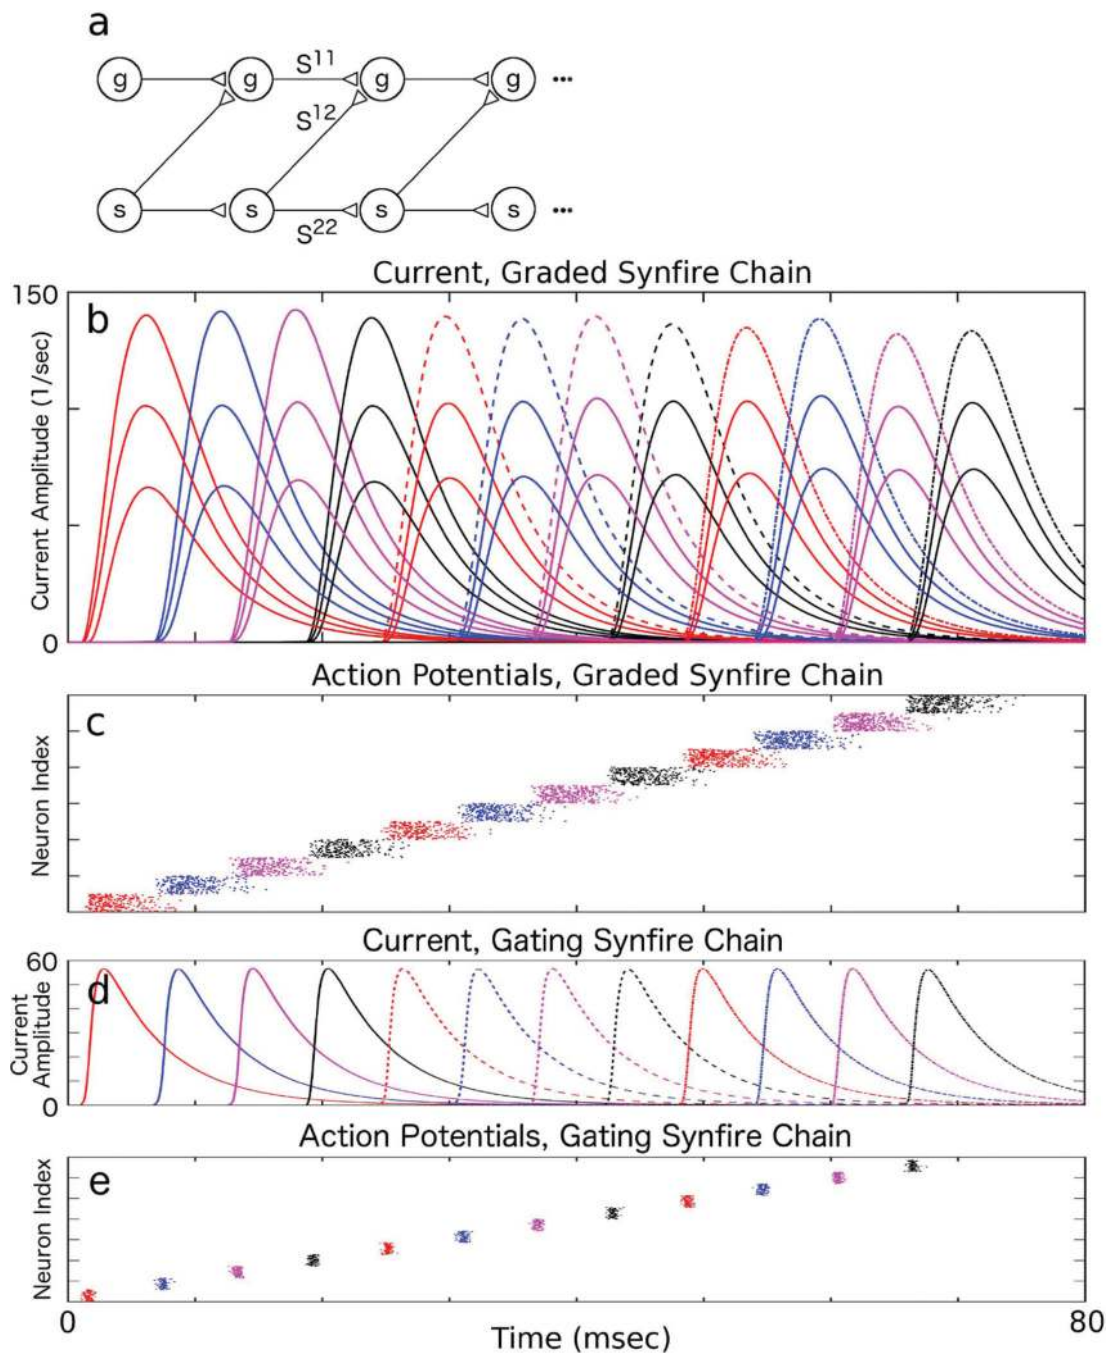 a
g g g g ...
S11
S12
s s s s ...
S22
Current, Graded Synfire Chain
150
b
Current Amplitude (1/sec)
0
Action Potentials, Graded Synfire Chain
c
Neuron Index
Current, Gating Synfire Chain
60
d
Current
Amplitude
0
Action Potentials, Gating Synfire Chain
e
Neuron Index
0 80
Time (msec)